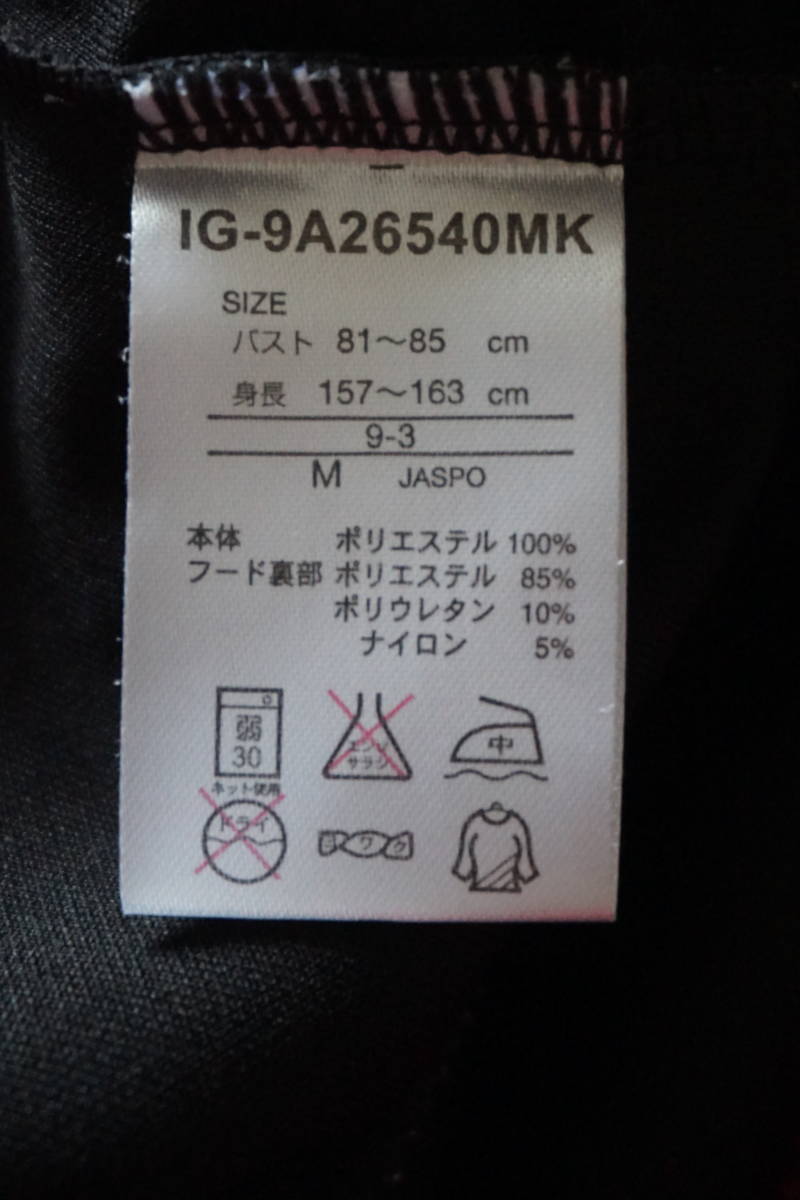 IG-9A26540MK
SIZE
バスト 81〜85 cm
身長 157〜163 cm
9-3
M JASPO
本体 ポリエステル 100%
フード裏部 ポリエステル 85%
ポリウレタン 10%
ナイロン 5%
弱
30
ネット使用
エンソ
サラシ
中
ドライ
ヨワク